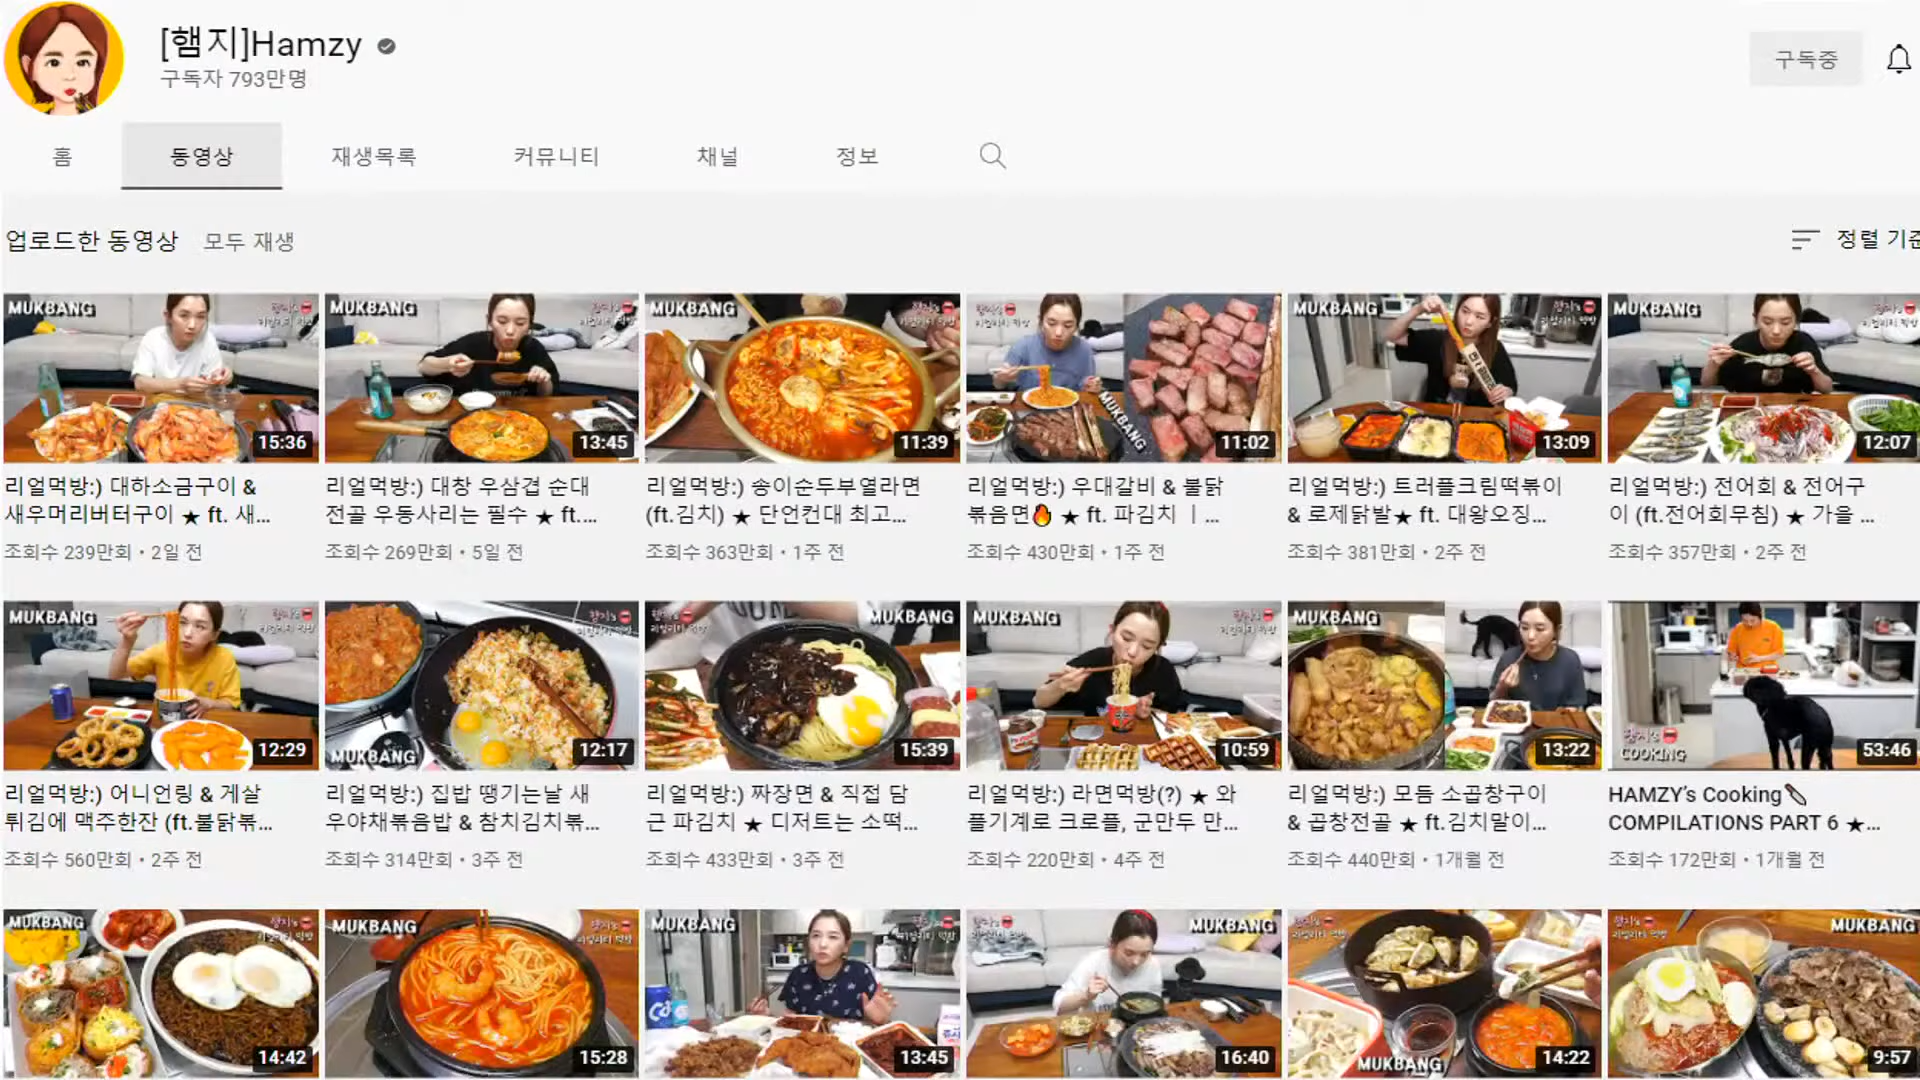 [햄지]Hamzy
구독자 793만명
구독중
홈 동영상 재생목록 커뮤니티 채널 정보
업로드한 동영상 모두 재생
정렬 기준
MUKBANG MUKBANG MUKBANG MUKBANG MUKBANG MUKBANG
15:36 13:45 11:39 11:02 13:09 12:07
리얼먹방:) 대하소금구이 &
새우머리버터구이 ★ ft. 새...
조회수 239만회 • 2일 전
리얼먹방:) 대창 우삼겹 순대
전골 우동사리는 필수 ★ ft....
조회수 269만회 • 5일 전
리얼먹방:) 송이순두부열라면
(ft.김치) ★ 단언컨대 최고...
조회수 363만회 • 1주 전
리얼먹방:) 우대갈비 & 불닭
볶음면🔥 ★ ft. 파김치 ㅣ...
조회수 430만회 • 1주 전
리얼먹방:) 트러플크림떡볶이
& 로제닭발★ ft. 대왕오징...
조회수 381만회 • 2주 전
리얼먹방:) 전어회 & 전어구
이 (ft.전어회무침) ★ 가을 ...
조회수 357만회 • 2주 전
MUKBANG MUKBANG MUKBANG MUKBANG MUKBANG 햄지's COOKING
12:29 12:17 15:39 10:59 13:22 53:46
리얼먹방:) 어니언링 & 게살
튀김에 맥주한잔 (ft.불닭볶...
조회수 560만회 • 2주 전
리얼먹방:) 집밥 땡기는날 새
우야채볶음밥 & 참치김치볶...
조회수 314만회 • 3주 전
리얼먹방:) 짜장면 & 직접 담
근 파김치 ★ 디저트는 소떡...
조회수 433만회 • 3주 전
리얼먹방:) 라면먹방(?) ★ 와
플기계로 크로플, 군만두 만...
조회수 220만회 • 4주 전
리얼먹방:) 모듬 소곱창구이
& 곱창전골 ★ ft.김치말이...
조회수 440만회 • 1개월 전
HAMZY's Cooking🔪
COMPILATIONS PART 6 ★...
조회수 172만회 • 1개월 전
MUKBANG MUKBANG MUKBANG MUKBANG MUKBANG MUKBANG
14:42 15:28 13:45 16:40 14:22 9:57